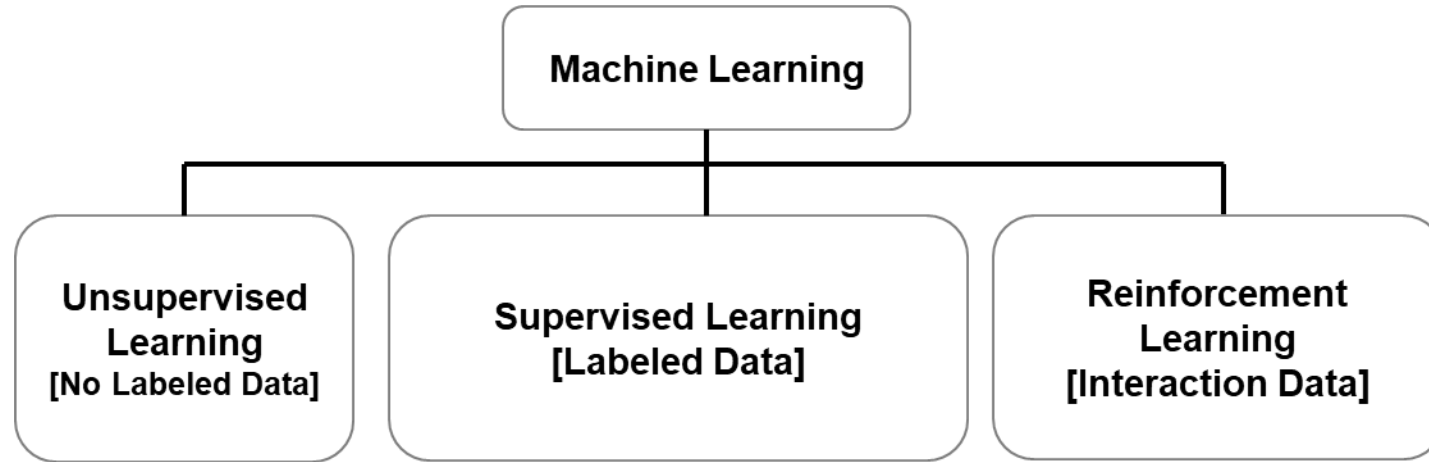 Machine Learning
Unsupervised
Learning
[No Labeled Data]
Supervised Learning
[Labeled Data]
Reinforcement
Learning
[Interaction Data]